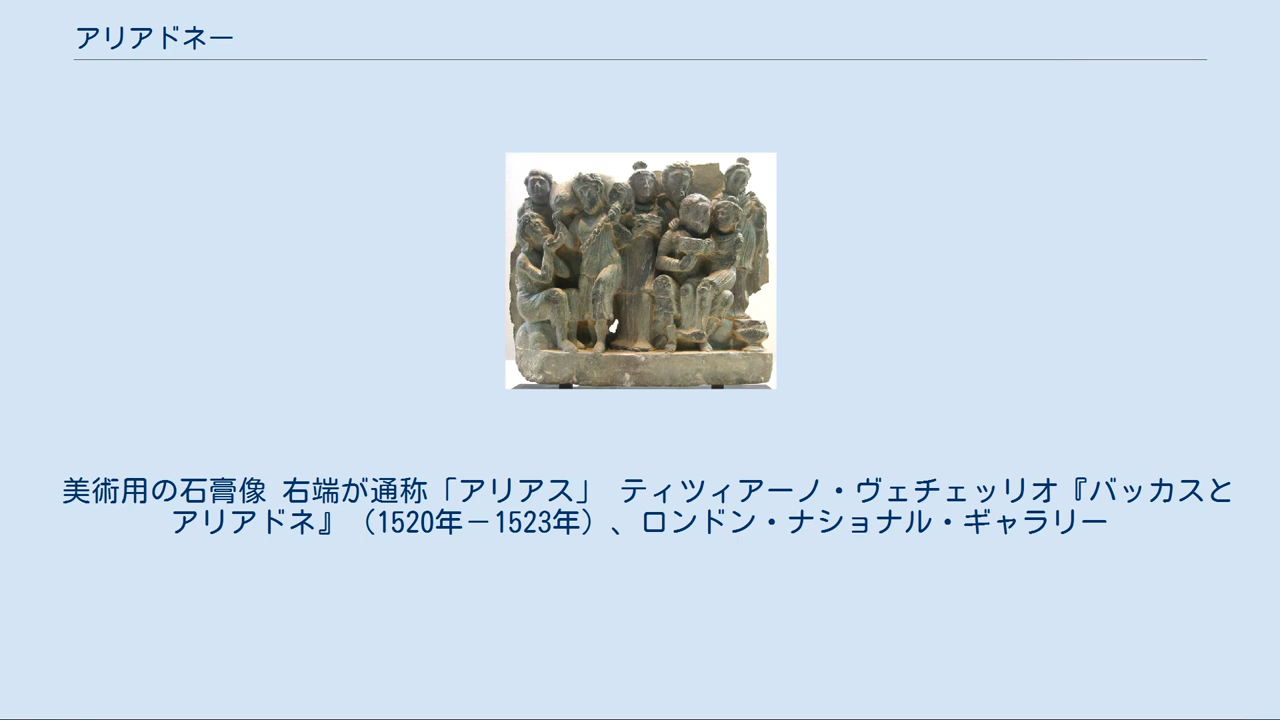 アリアドネー
美術用の石膏像 右端が通称「アリアス」 ティツィアーノ・ヴェチェッリオ『バッカスと
アリアドネ』（1520年－1523年）、ロンドン・ナショナル・ギャラリー